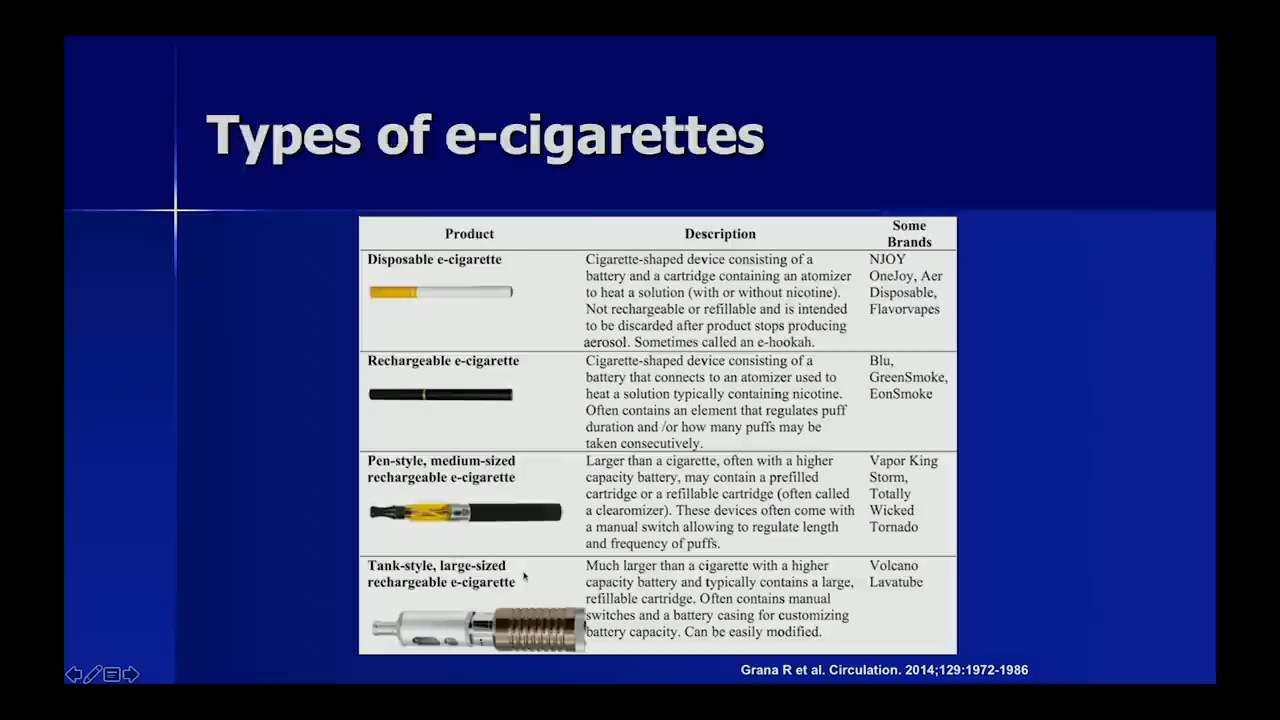 Types of e-cigarettes
Product
Description
Some
Brands
Disposable e-cigarette
Cigarette-shaped device consisting of a
battery and a cartridge containing an atomizer
to heat a solution (with or without nicotine).
Not rechargeable or refillable and is intended
to be discarded after product stops producing
aerosol. Sometimes called an e-hookah.
NJOY
OneJoy, Aer
Disposable,
Flavorvapes
Rechargeable e-cigarette
Cigarette-shaped device consisting of a
battery that connects to an atomizer used to
heat a solution typically containing nicotine.
Often contains an element that regulates puff
duration and /or how many puffs may be
taken consecutively.
Blu,
GreenSmoke,
EonSmoke
Pen-style, medium-sized
rechargeable e-cigarette
Larger than a cigarette, often with a higher
capacity battery, may contain a prefilled
cartridge or a refillable cartridge (often called
a clearomizer). These devices often come with
a manual switch allowing to regulate length
and frequency of puffs.
Vapor King
Storm,
Totally
Wicked
Tornado
Tank-style, large-sized
rechargeable e-cigarette
Much larger than a cigarette with a higher
capacity battery and typically contains a large,
refillable cartridge. Often contains manual
switches and a battery casing for customizing
battery capacity. Can be easily modified.
Volcano
Lavatube
Grana R et al. Circulation. 2014;129:1972-1986